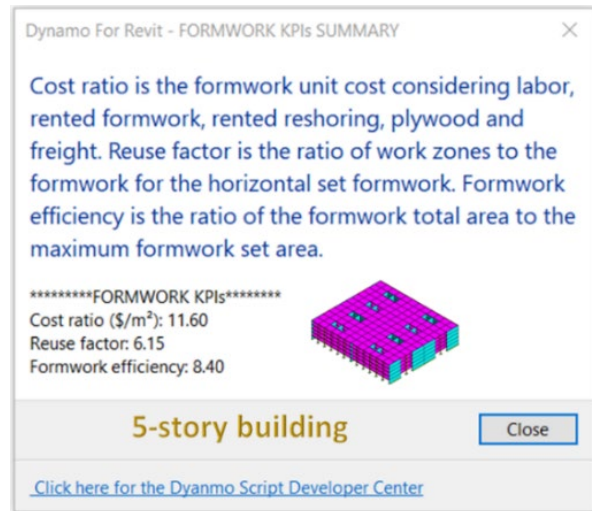 Dynamo For Revit - FORMWORK KPIs SUMMARY
Cost ratio is the formwork unit cost considering labor,
rented formwork, rented reshoring, plywood and
freight. Reuse factor is the ratio of work zones to the
formwork for the horizontal set formwork. Formwork
efficiency is the ratio of the formwork total area to the
maximum formwork set area.
*********FORMWORK KPIs********
Cost ratio ($/m²): 11.60
Reuse factor: 6.15
Formwork efficiency: 8.40
5-story building
Close
Click here for the Dyanmo Script Developer Center